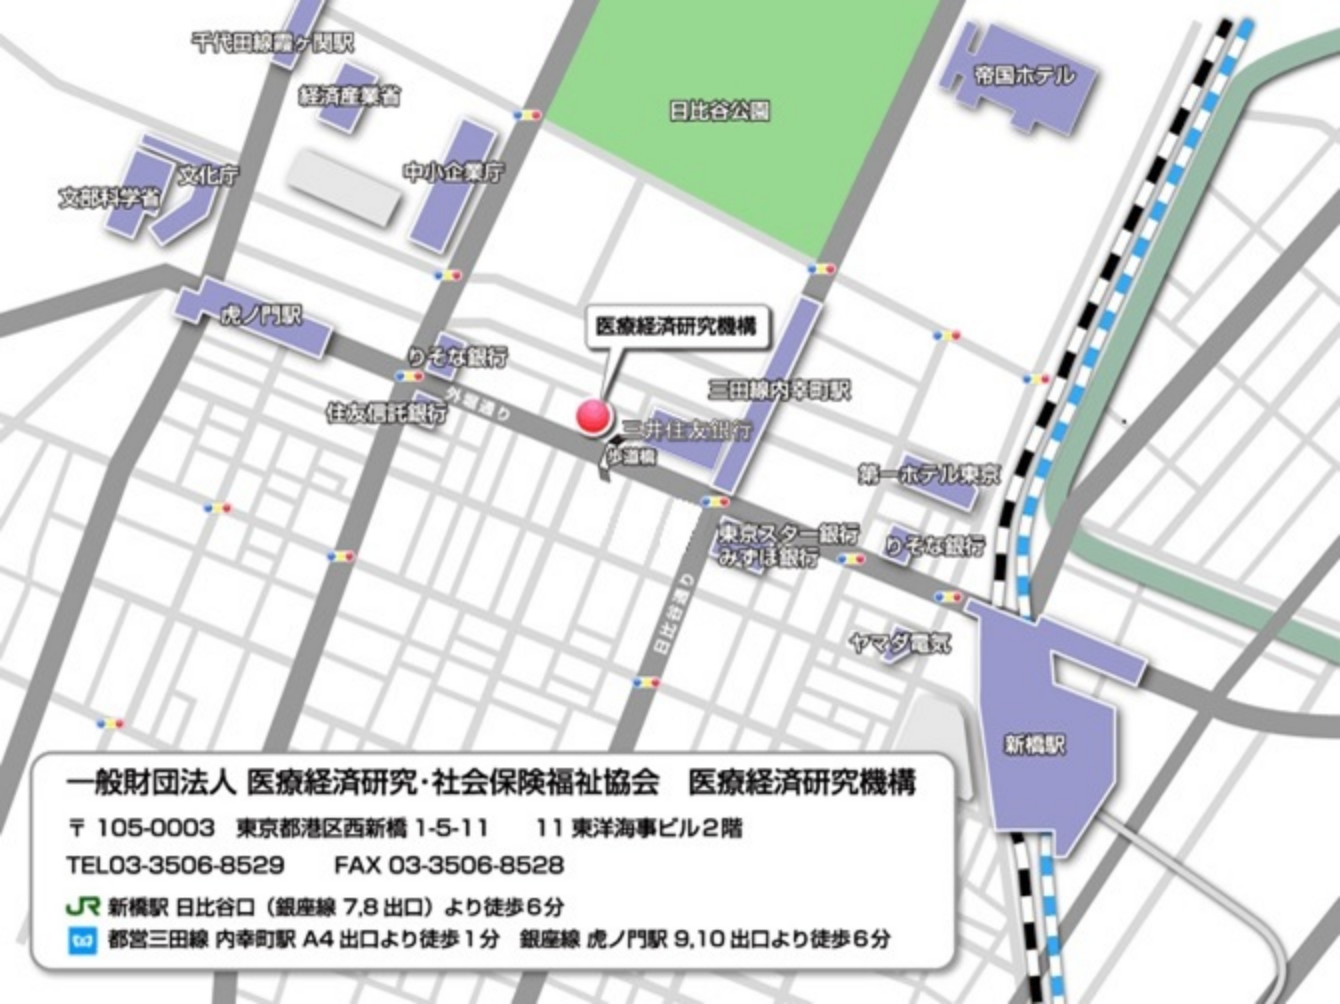 千代田線霞ヶ関駅
経済産業省
日比谷公園
帝国ホテル
中小企業庁
文化庁
文部科学省
虎ノ門駅
医療経済研究機構
りそな銀行
外堀通り
住友信託銀行
三田線内幸町駅
三井住友銀行
歩道橋
第一ホテル東京
東京スター銀行
みずほ銀行
りそな銀行
日比谷通り
ヤマダ電気
新橋駅
一般財団法人 医療経済研究・社会保険福祉協会　医療経済研究機構
〒 105-0003　東京都港区西新橋 1-5-11　　11 東洋海事ビル2階
TEL03-3506-8529　　FAX 03-3506-8528
JR 新橋駅 日比谷口（銀座線 7,8 出口）より徒歩6分
都営三田線 内幸町駅 A4 出口より徒歩1分　銀座線 虎ノ門駅 9,10 出口より徒歩6分